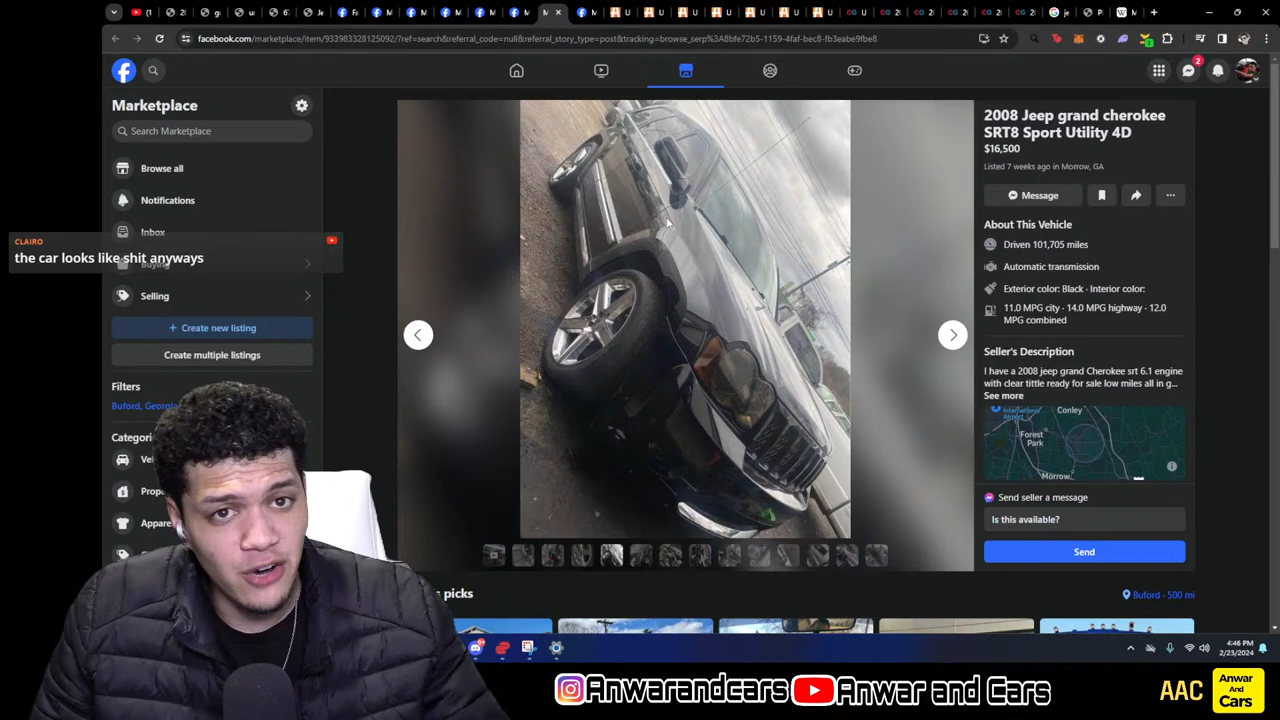 facebook.com/marketplace/item/933983328125092/?ref=search&referral_code=null&referral_story_type=post&tracking=browse_serp%3A8bfe72b5-1159-4faf-bec8-fb3eabe9fbe8
2
Marketplace
Search Marketplace
Browse all
Notifications
Inbox
CLAIRO
the car looks like shit anyways
Buying
Selling
+ Create new listing
Create multiple listings
Filters
Buford, Georgia
2008 Jeep grand cherokee
SRT8 Sport Utility 4D
$16,500
Listed 7 weeks ago in Morrow, GA
Message
About This Vehicle
Driven 101,705 miles
Automatic transmission
Exterior color: Black · Interior color:
11.0 MPG city · 14.0 MPG highway · 12.0
MPG combined
Seller's Description
I have a 2008 jeep grand Cherokee srt 6.1 engine
with clear tittle ready for sale low miles all in g...
See more
International
Airport
Conley
Forest
Park
Morrow
Send seller a message
Is this available?
Send
picks
Buford · 500 mi
4:46 PM
2/23/2024
@Anwarandcars
Anwar and Cars
AAC
Anwar
And
Cars